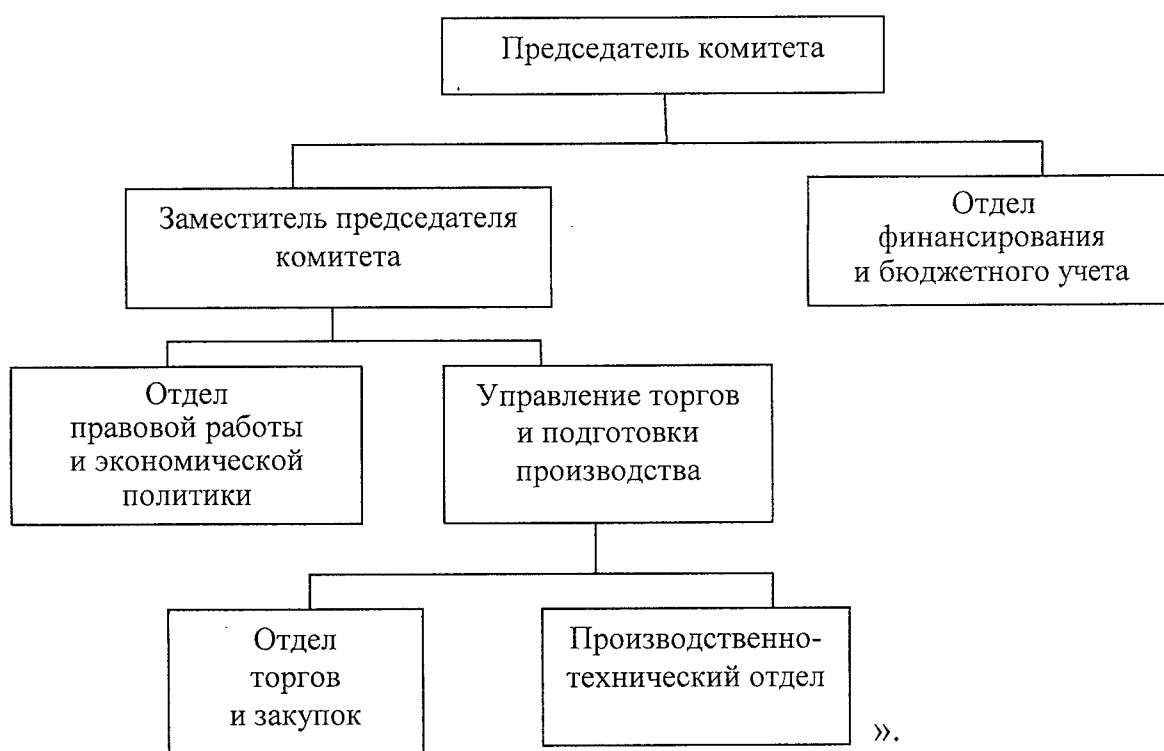 Председатель комитета
Заместитель председателя
комитета
Отдел
финансирования
и бюджетного учета
Отдел
правовой работы
и экономической
политики
Управление торгов
и подготовки
производства
Отдел
торгов
и закупок
Производственно-
технический отдел
».